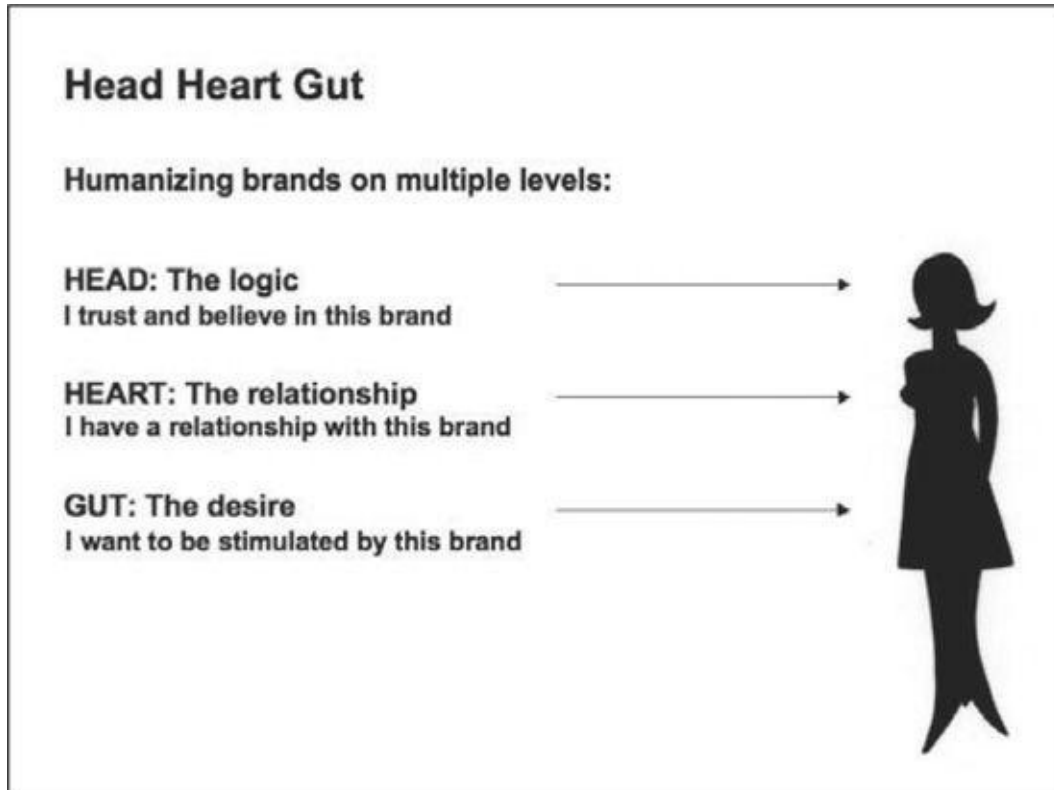 Head Heart Gut
Humanizing brands on multiple levels:
HEAD: The logic
I trust and believe in this brand
HEART: The relationship
I have a relationship with this brand
GUT: The desire
I want to be stimulated by this brand